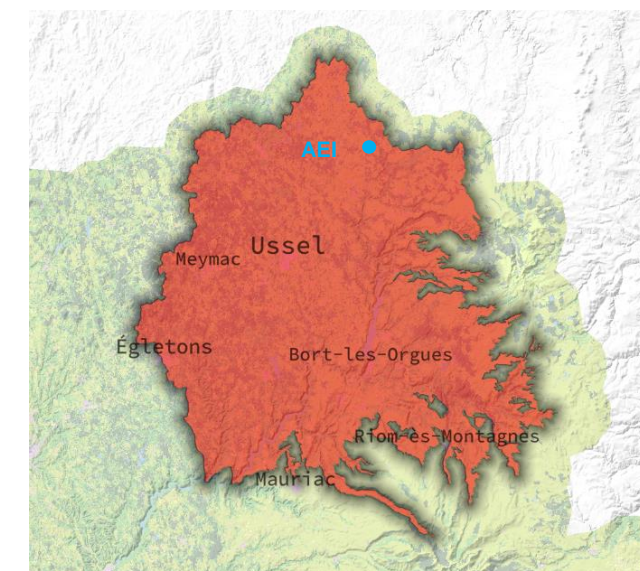 AEI
Ussel
Meymac
Égletons
Bort-les-Orgues
Riom-ès-Montagnes
Mauriac